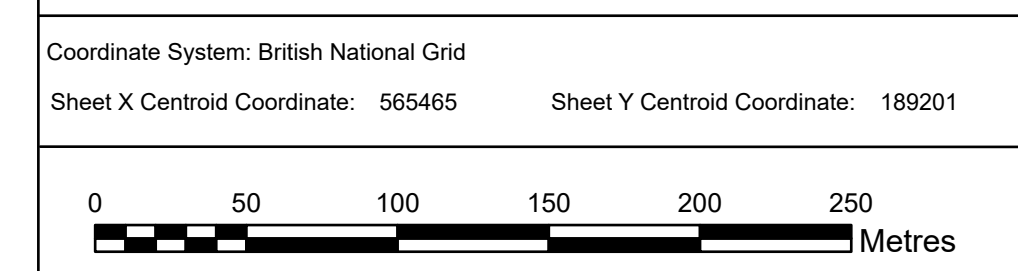 Coordinate System: British National Grid
Sheet X Centroid Coordinate: 565465 Sheet Y Centroid Coordinate: 189201
0 50 100 150 200 250
Metres